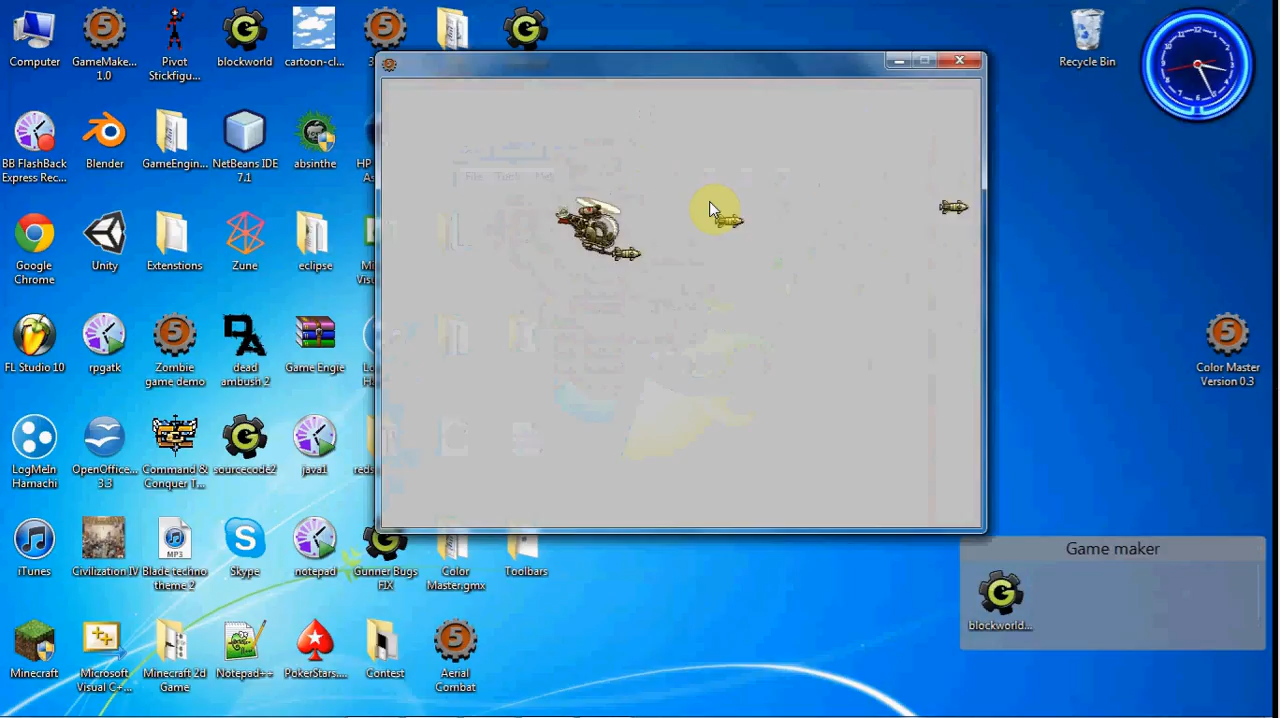 Computer
GameMake...
1.0
Pivot
Stickfigu...
blockworld
cartoon-cl...
Recycle Bin
BB FlashBack
Express Rec...
Blender
GameEngin...
NetBeans IDE
7.1
absinthe
HP
Google
Chrome
Unity
Extenstions
Zune
eclipse
FL Studio 10
rpgatk
Zombie
game demo
dead
ambush 2
Game Engie
Color Master
Version 0.3
LogMeIn
Hamachi
OpenOffice...
3.3
Command &
Conquer T...
sourcecode2
java1
iTunes
Civilization IV
Blade techno
theme 2
Skype
notepad
Gunner Bugs
FIX
Color
Master.gmx
Toolbars
Game maker
blockworld...
Minecraft
Microsoft
Visual C+...
Minecraft 2d
Game
Notepad++
PokerStars....
Contest
Aerial
Combat